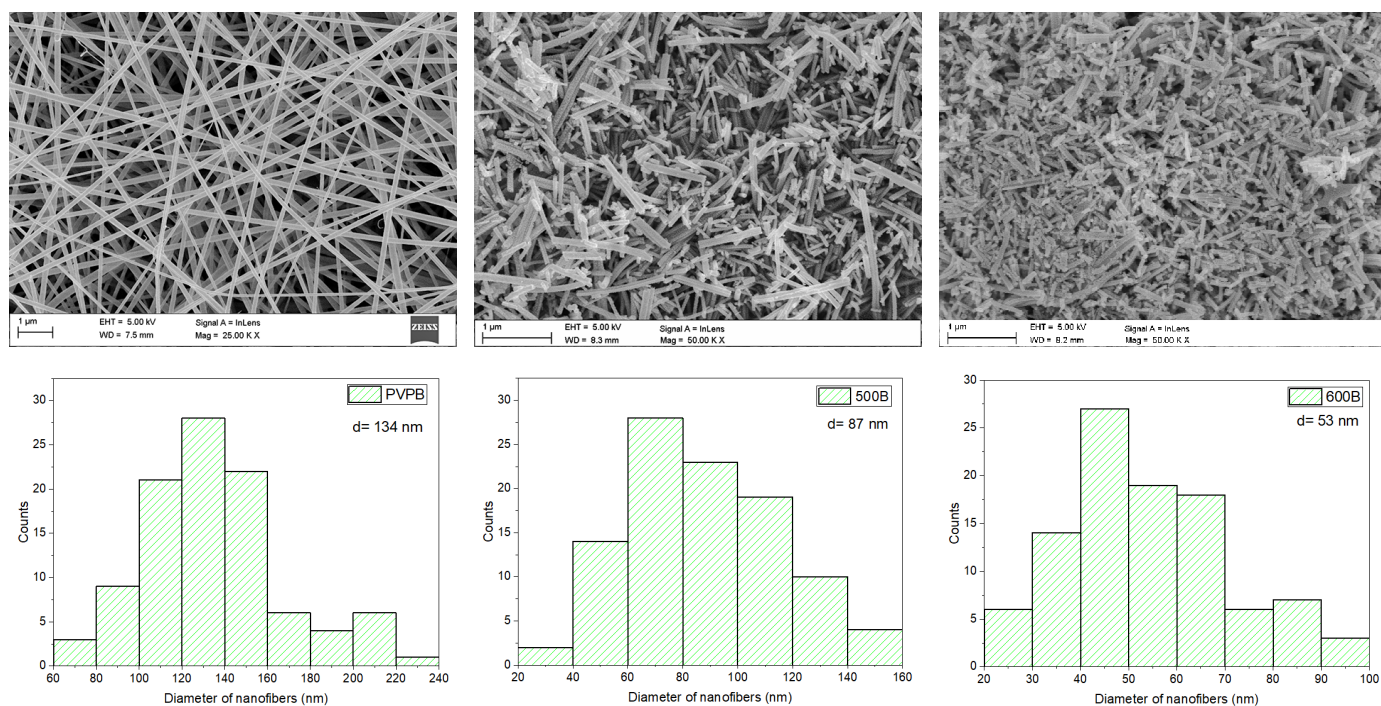 1 µm
EHT = 5.00 kV
Signal A = InLens
WD = 7.5 mm
Mag = 25.00 K X
ZEISS
1 µm
EHT = 5.00 kV
Signal A = InLens
WD = 8.3 mm
Mag = 50.00 K X
1 µm
EHT = 5.00 kV
Signal A = InLens
WD = 8.2 mm
Mag = 50.00 K X
PVPB
d= 134 nm
30
25
20
15
10
5
0
Counts
60 80 100 120 140 160 180 200 220 240
Diameter of nanofibers (nm)
500B
d= 87 nm
30
25
20
15
10
5
0
Counts
20 40 60 80 100 120 140 160
Diameter of nanofibers (nm)
600B
d= 53 nm
30
25
20
15
10
5
0
Counts
20 30 40 50 60 70 80 90 100
Diameter of nanofibers (nm)